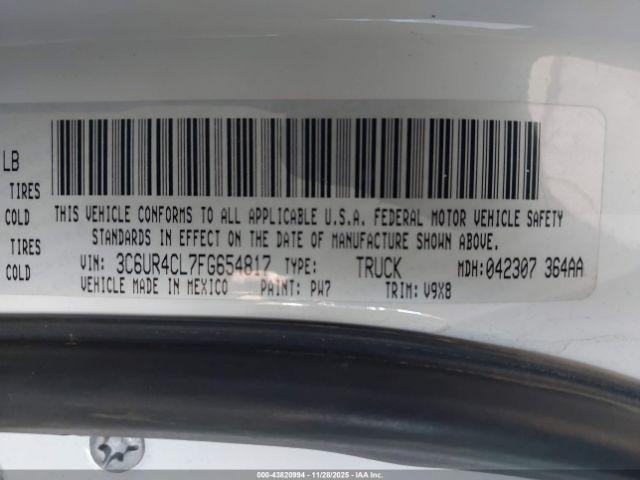 LB
TIRES
COLD
TIRES
COLD
THIS VEHICLE CONFORMS TO ALL APPLICABLE U.S.A. FEDERAL MOTOR VEHICLE SAFETY
STANDARDS IN EFFECT ON THE DATE OF MANUFACTURE SHOWN ABOVE.
VIN: 3C6UR4CL7FG654817 TYPE: TRUCK MDH:042307 364AA
VEHICLE MADE IN MEXICO PAINT: PW7 TRIM: V9X8
000-43820994 | 11/28/2025 - IAAI.COM